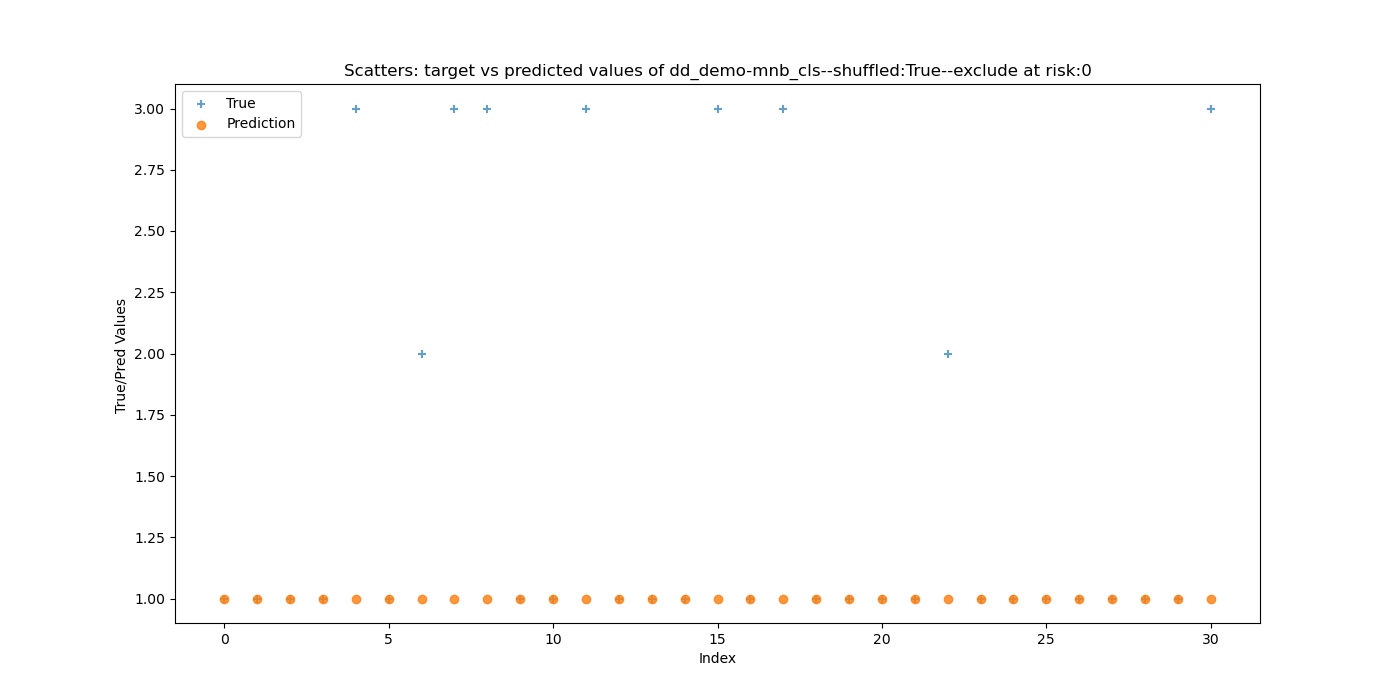 Scatters: target vs predicted values of dd_demo-mnb_cls--shuffled:True--exclude at risk:0
True
Prediction
True/Pred Values
3.00
2.75
2.50
2.25
2.00
1.75
1.50
1.25
1.00
0 5 10 15 20 25 30
Index